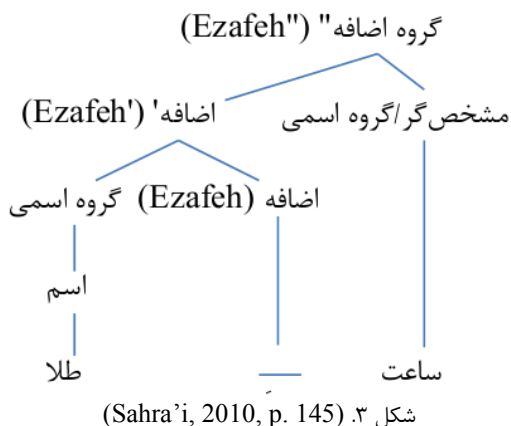 گروه اضافه" (Ezafeh")
مشخص‌گر/گروه اسمی اضافه' (Ezafeh')
اضافه (Ezafeh) گروه اسمی
اسم
ساعت ـــِ طلا
شکل ۳. (Sahra'i, 2010, p. 145)